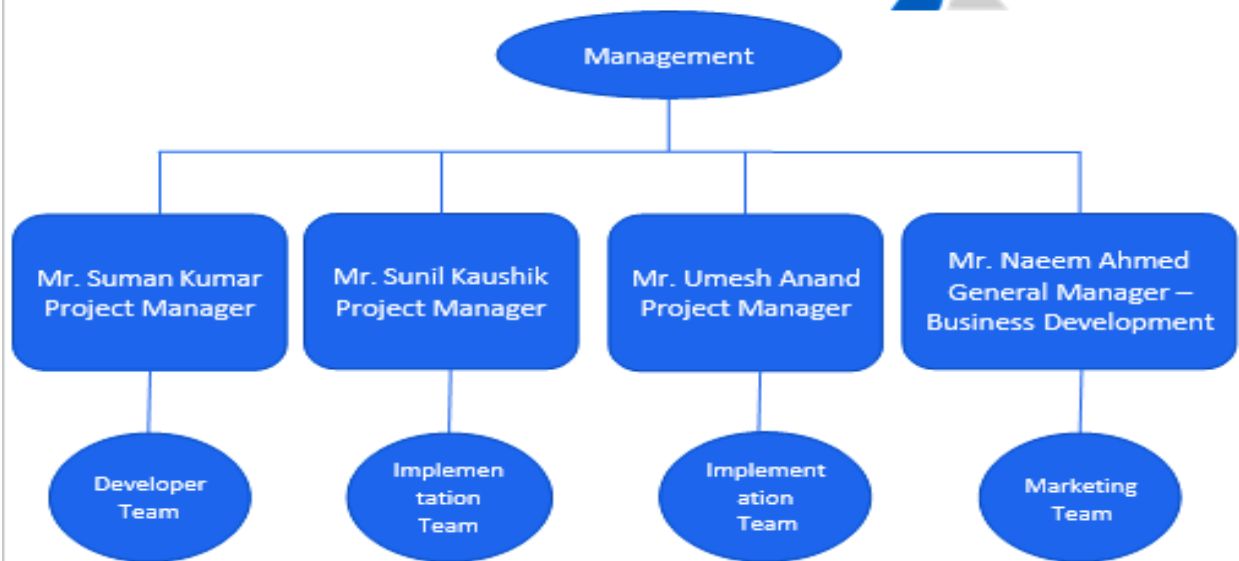 Management
Mr. Suman Kumar
Project Manager
Mr. Sunil Kaushik
Project Manager
Mr. Umesh Anand
Project Manager
Mr. Naeem Ahmed
General Manager –
Business Development
Developer
Team
Implemen
tation
Team
Implement
ation
Team
Marketing
Team